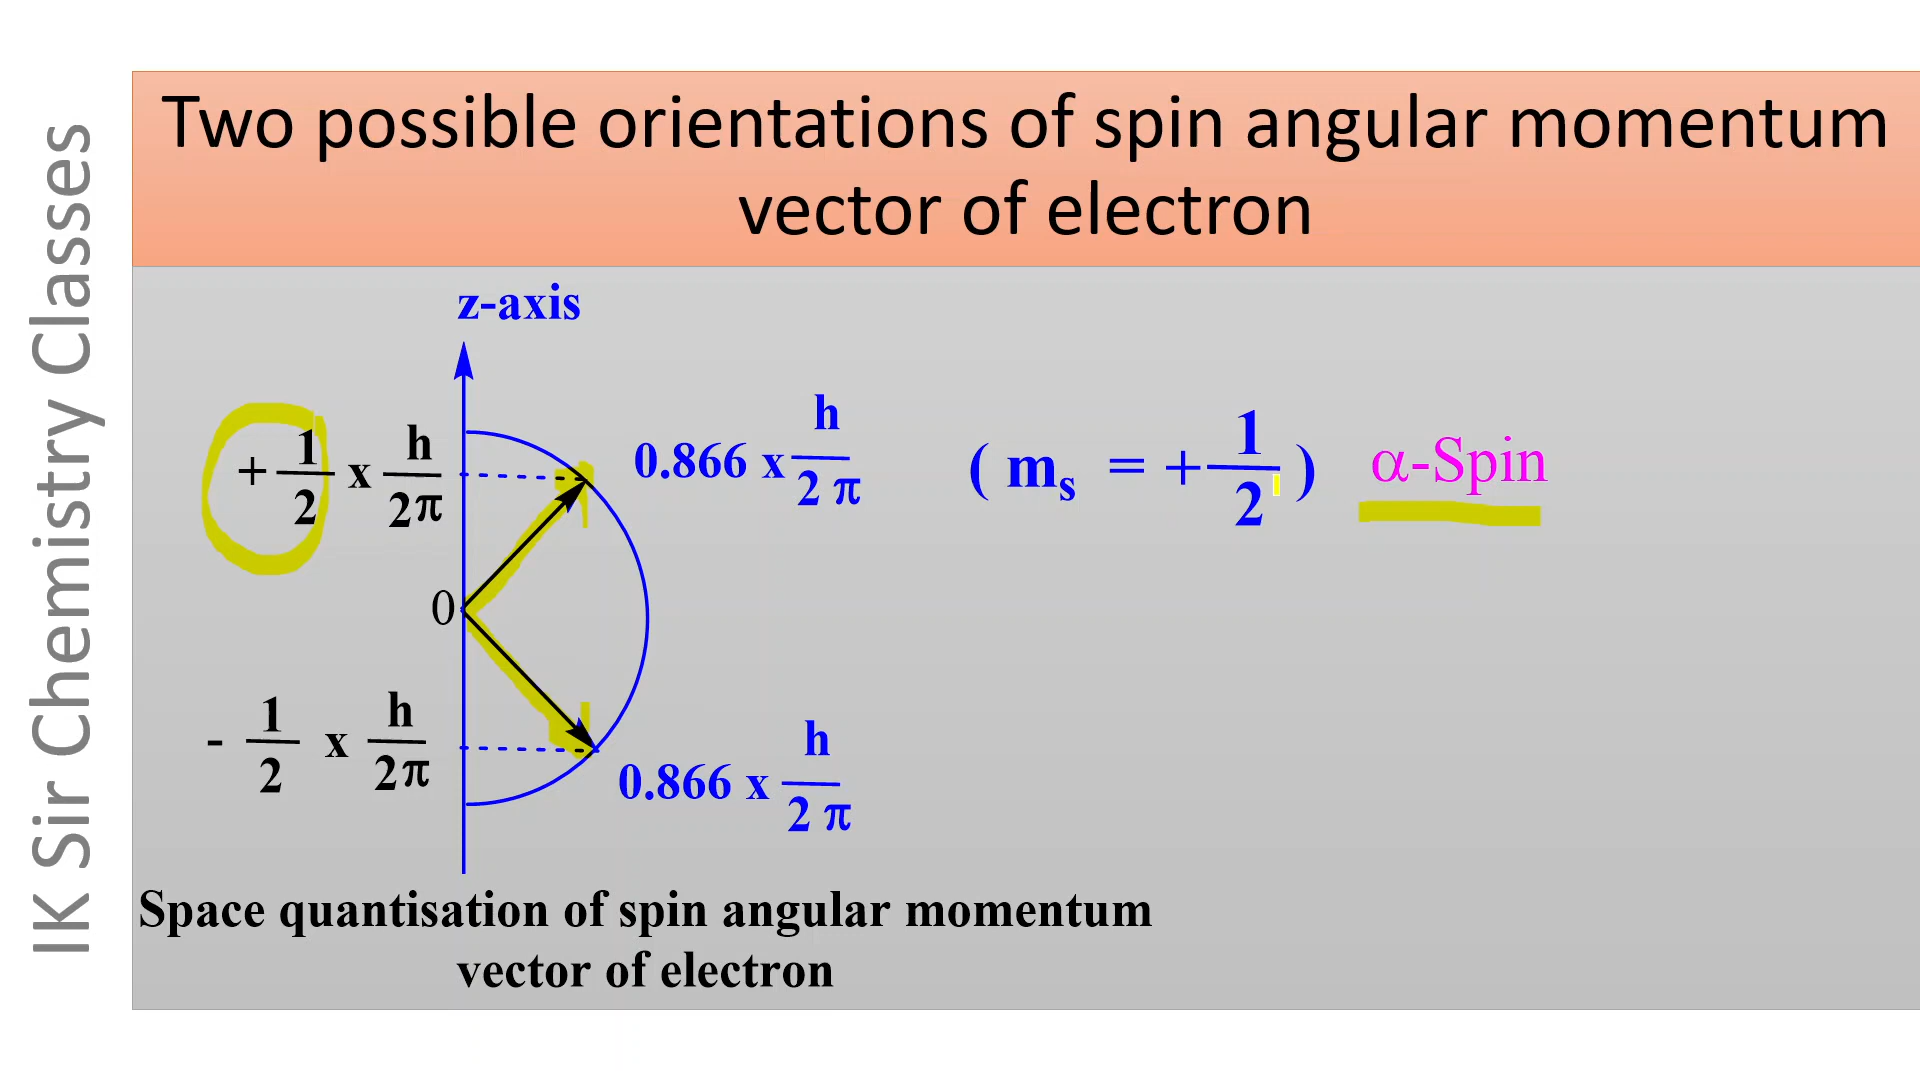 IK Sir Chemistry Classes
Two possible orientations of spin angular momentum
vector of electron
z-axis
+ 1/2 x h/2π
0.866 x h/2 π
( mₛ = + 1/2 )
α-Spin
0
- 1/2 x h/2π
0.866 x h/2 π
Space quantisation of spin angular momentum
vector of electron